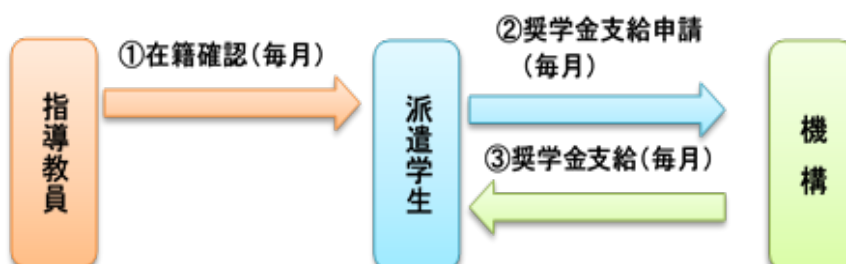 ①在籍確認（毎月）
②奨学金支給申請
（毎月）
指導教員
派遣学生
③奨学金支給（毎月）
機構